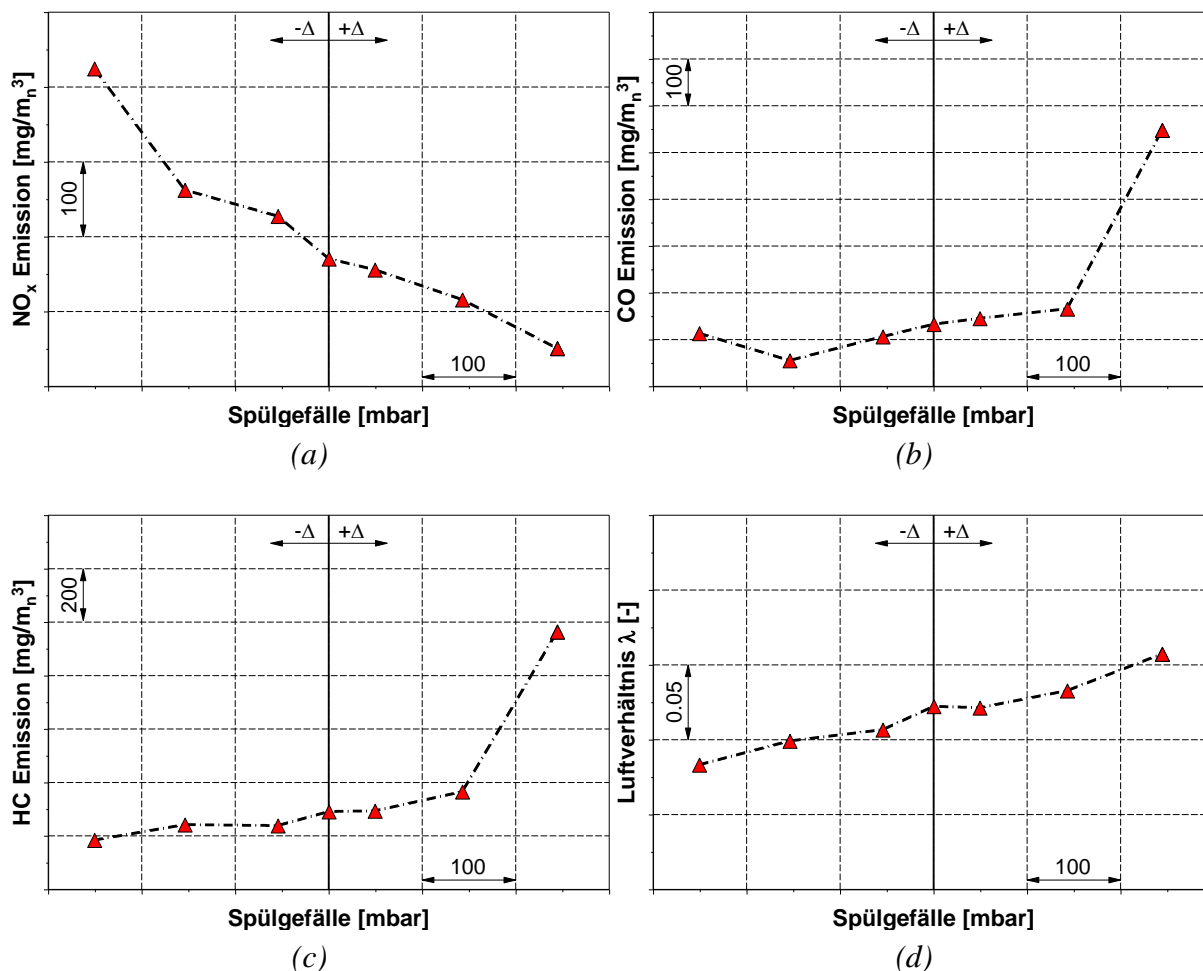 -Δ +Δ
NOx Emission [mg/mn3]
100
100
Spülgefälle [mbar]
(a)
-Δ +Δ
CO Emission [mg/mn3]
100
100
Spülgefälle [mbar]
(b)
-Δ +Δ
HC Emission [mg/mn3]
200
100
Spülgefälle [mbar]
(c)
-Δ +Δ
Luftverhältnis λ [-]
0.05
100
Spülgefälle [mbar]
(d)